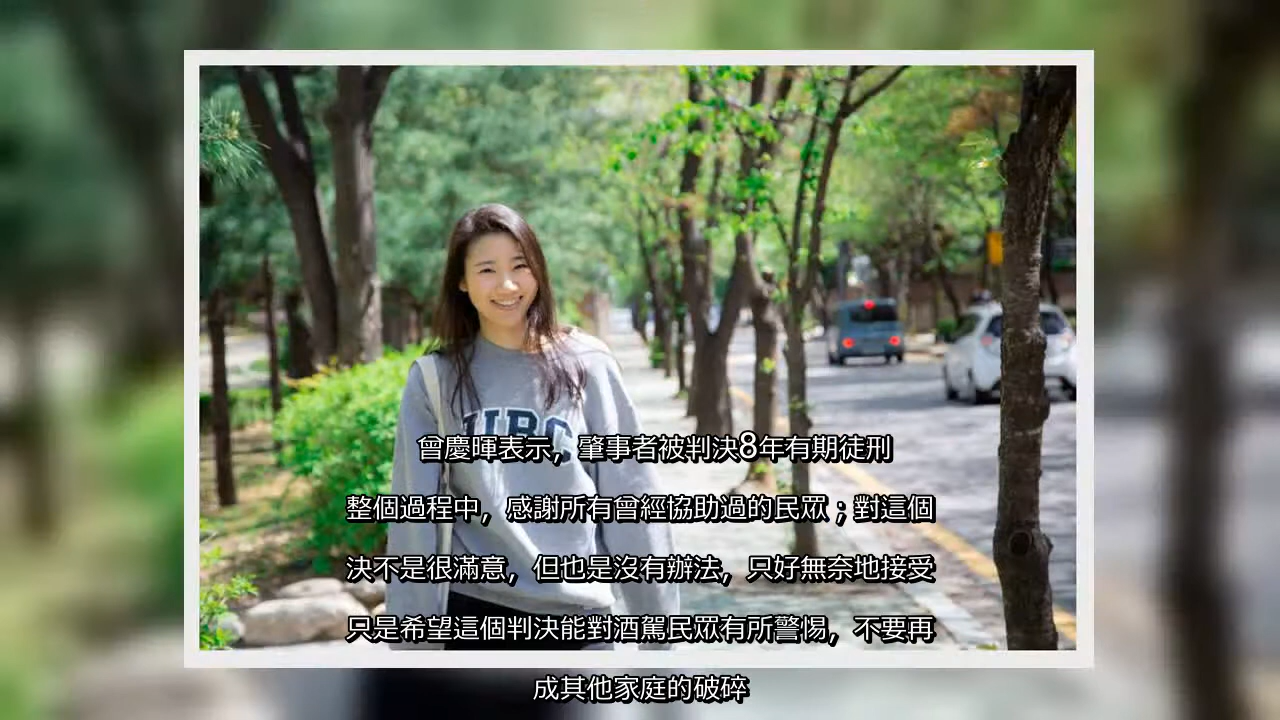 UBC
曾慶暉表示，肇事者被判決8年有期徒刑
整個過程中，感謝所有曾經協助過的民眾；對這個
決不是很滿意，但也是沒有辦法，只好無奈地接受
只是希望這個判決能對酒駕民眾有所警惕，不要再
成其他家庭的破碎